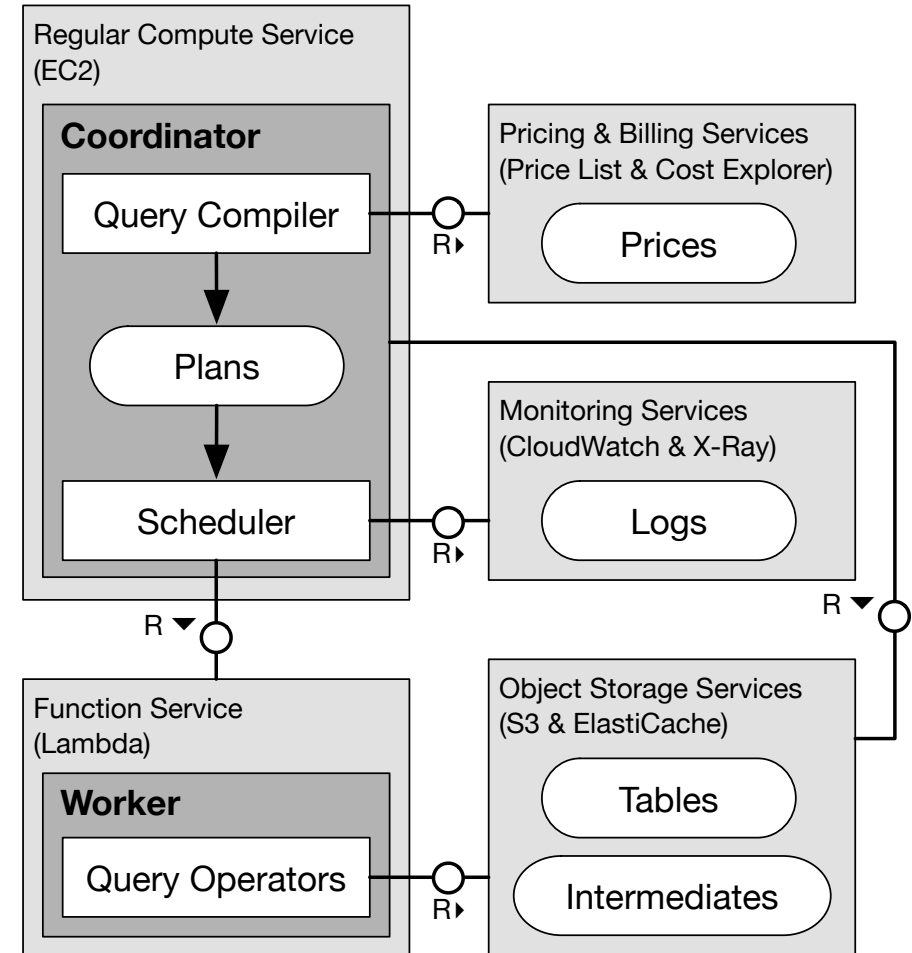 Regular Compute Service
(EC2)
Coordinator
Query Compiler
R
Pricing & Billing Services
(Price List & Cost Explorer)
Prices
Plans
Monitoring Services
(CloudWatch & X-Ray)
Scheduler
R
Logs
R
R
Function Service
(Lambda)
Worker
Query Operators
R
Object Storage Services
(S3 & ElastiCache)
Tables
Intermediates